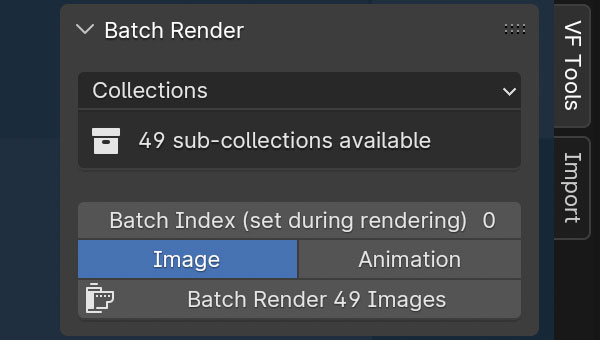 Batch Render
Collections
49 sub-collections available
Batch Index (set during rendering) 0
Image
Animation
Batch Render 49 Images
VF Tools
Import